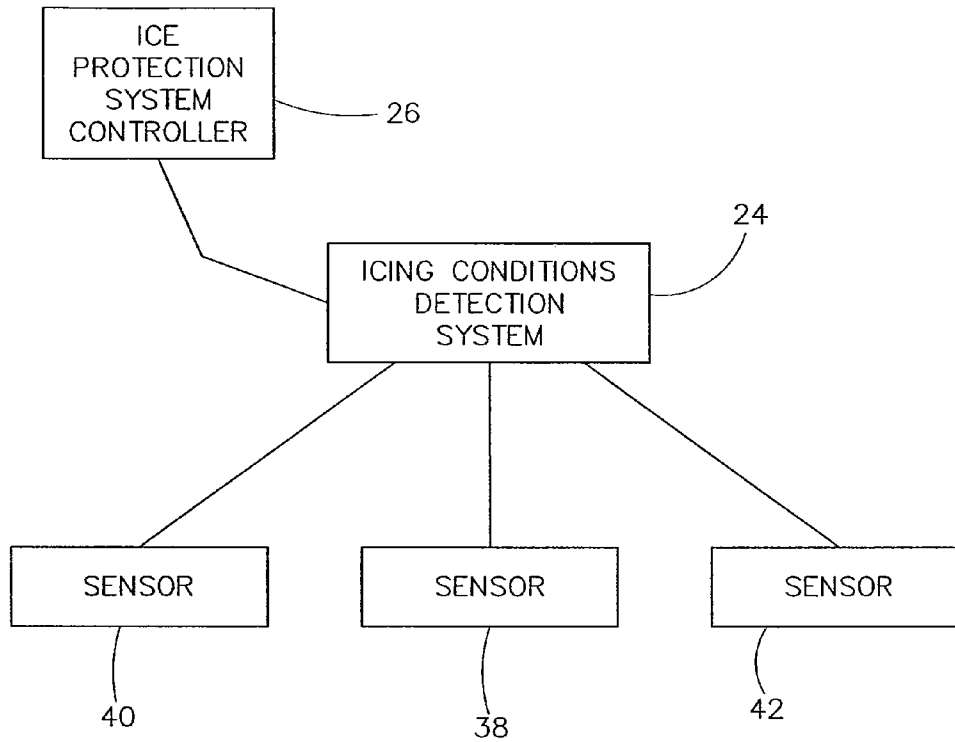 ICE
PROTECTION
SYSTEM
CONTROLLER
26
24
ICING CONDITIONS
DETECTION
SYSTEM
SENSOR
SENSOR
SENSOR
40
38
42